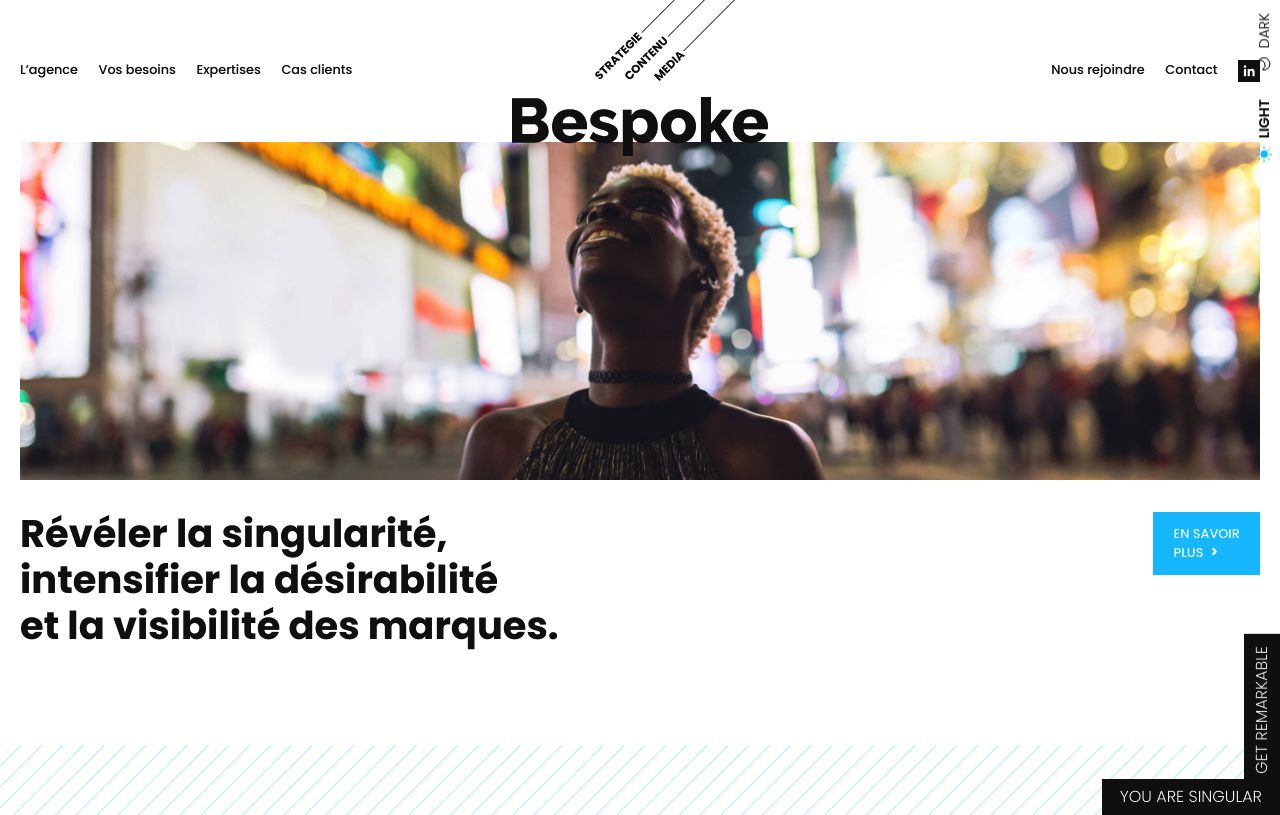 L’agence
Vos besoins
Expertises
Cas clients
STRATEGIE
CONTENU
MEDIA
Bespoke
Nous rejoindre
Contact
in
DARK
LIGHT
Révéler la singularité,
intensifier la désirabilité
et la visibilité des marques.
EN SAVOIR
PLUS ›
GET REMARKABLE
YOU ARE SINGULAR